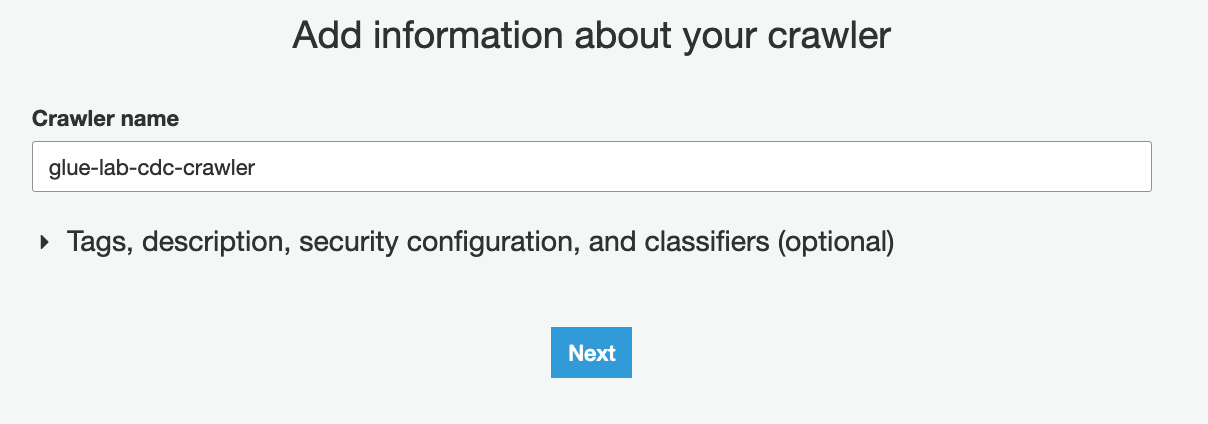 Add information about your crawler
Crawler name
glue-lab-cdc-crawler
Tags, description, security configuration, and classifiers (optional)
Next